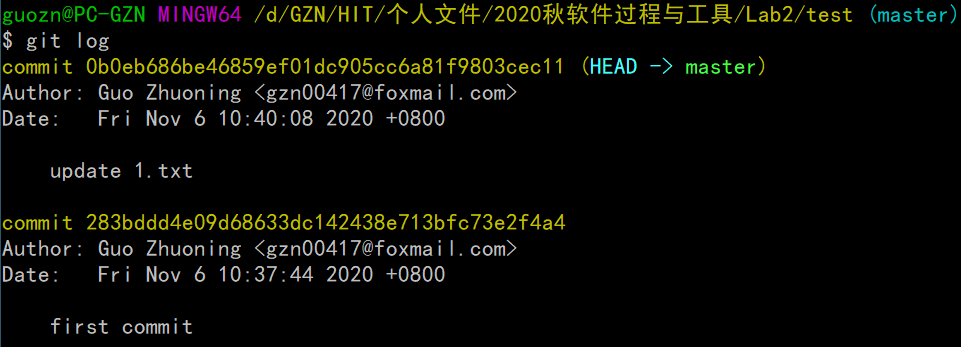 guozn@PC-GZN MINGW64 /d/GZN/HIT/个人文件/2020秋软件过程与工具/Lab2/test (master)
$ git log
commit 0b0eb686be46859ef01dc905cc6a81f9803cec11 (HEAD -> master)
Author: Guo Zhuoning <gzn00417@foxmail.com>
Date:   Fri Nov 6 10:40:08 2020 +0800
    update 1.txt
commit 283bddd4e09d68633dc142438e713bfc73e2f4a4
Author: Guo Zhuoning <gzn00417@foxmail.com>
Date:   Fri Nov 6 10:37:44 2020 +0800
    first commit